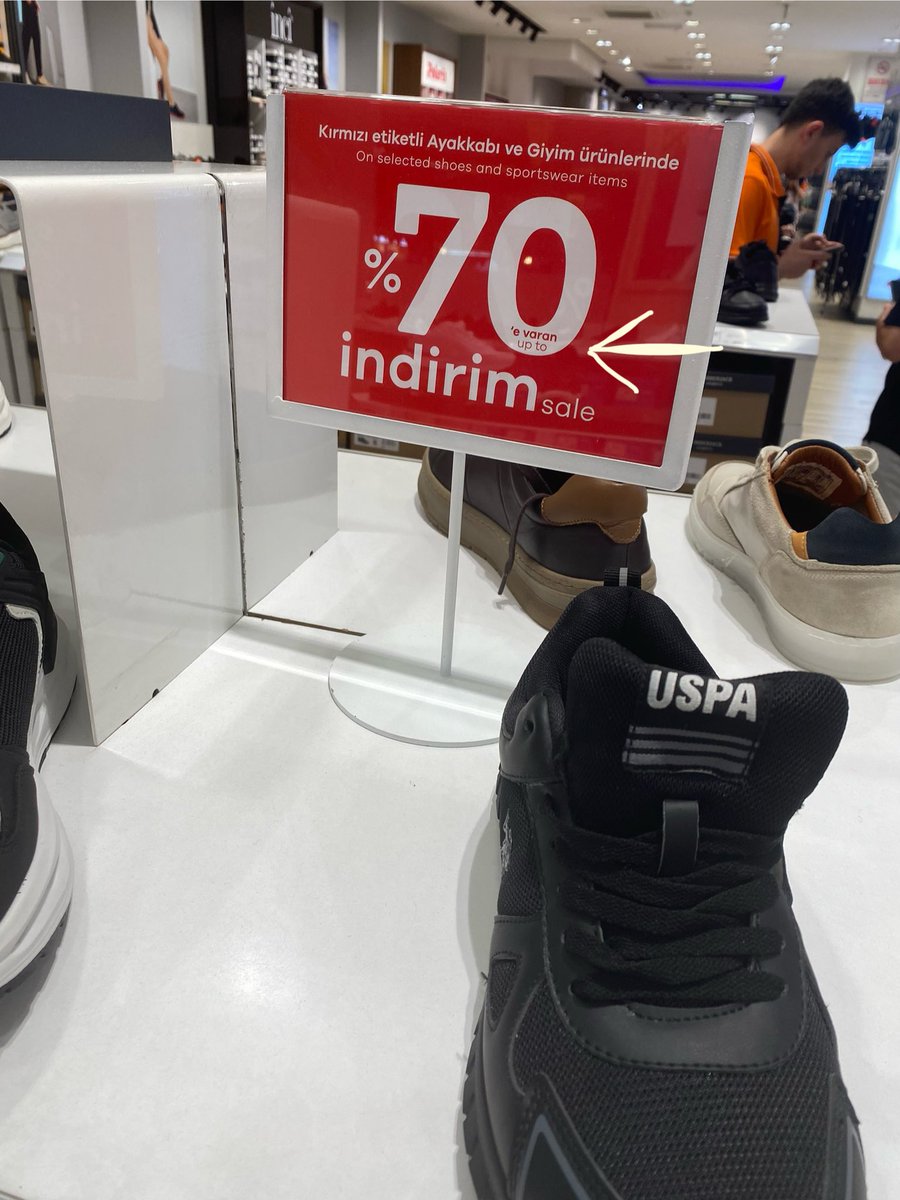 inci
Kırmızı etiketli Ayakkabı ve Giyim ürünlerinde
On selected shoes and sportswear items
%70
'e varan
up to
indirim sale
USPA